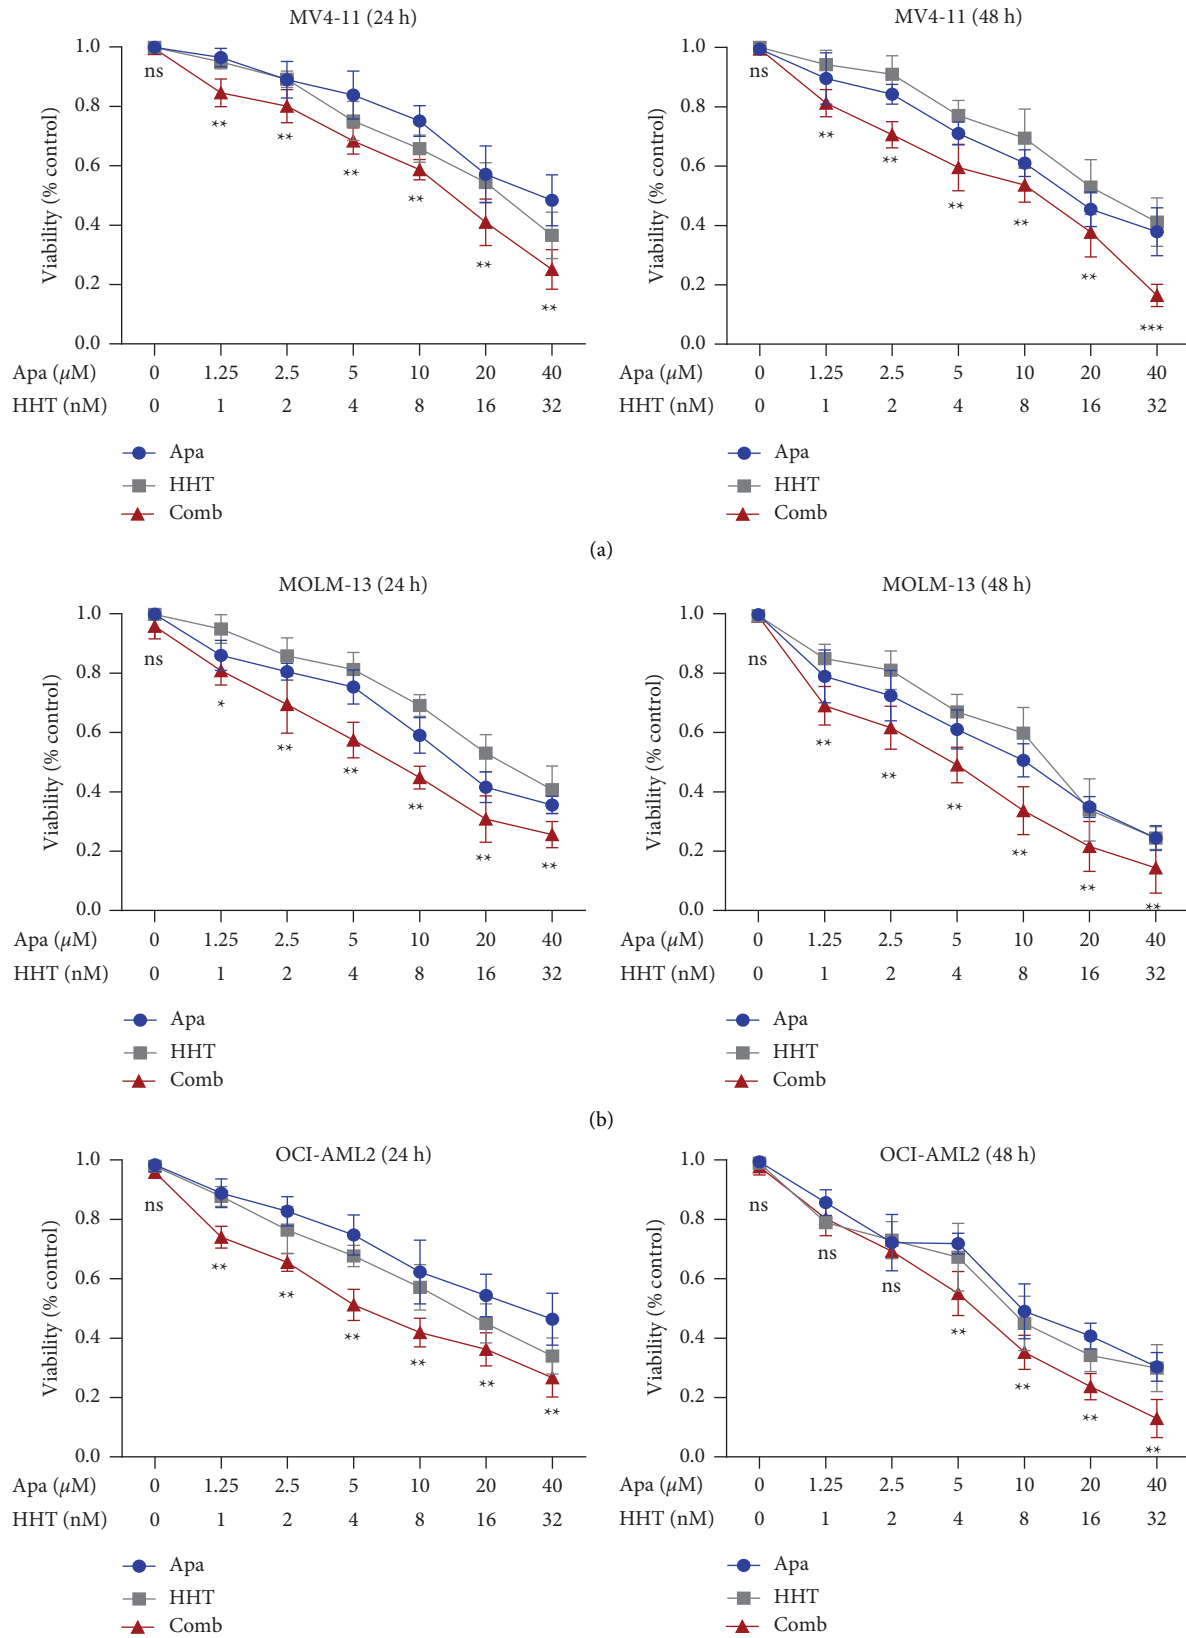 MV4-11 (24 h)
Viability (% control)
1.0
0.8
0.6
0.4
0.2
0.0
ns
**
**
**
**
**
**
Apa (μM) 0 1.25 2.5 5 10 20 40
HHT (nM) 0 1 2 4 8 16 32
Apa
HHT
Comb
MV4-11 (48 h)
Viability (% control)
1.0
0.8
0.6
0.4
0.2
0.0
ns
**
**
**
**
**
***
Apa (μM) 0 1.25 2.5 5 10 20 40
HHT (nM) 0 1 2 4 8 16 32
Apa
HHT
Comb
(a)
MOLM-13 (24 h)
Viability (% control)
1.0
0.8
0.6
0.4
0.2
0.0
ns
*
**
**
**
**
**
Apa (μM) 0 1.25 2.5 5 10 20 40
HHT (nM) 0 1 2 4 8 16 32
Apa
HHT
Comb
MOLM-13 (48 h)
Viability (% control)
1.0
0.8
0.6
0.4
0.2
0.0
ns
**
**
**
**
**
**
Apa (μM) 0 1.25 2.5 5 10 20 40
HHT (nM) 0 1 2 4 8 16 32
Apa
HHT
Comb
(b)
OCI-AML2 (24 h)
Viability (% control)
1.0
0.8
0.6
0.4
0.2
0.0
ns
**
**
**
**
**
**
Apa (μM) 0 1.25 2.5 5 10 20 40
HHT (nM) 0 1 2 4 8 16 32
Apa
HHT
Comb
OCI-AML2 (48 h)
Viability (% control)
1.0
0.8
0.6
0.4
0.2
0.0
ns
ns
ns
**
**
**
**
Apa (μM) 0 1.25 2.5 5 10 20 40
HHT (nM) 0 1 2 4 8 16 32
Apa
HHT
Comb